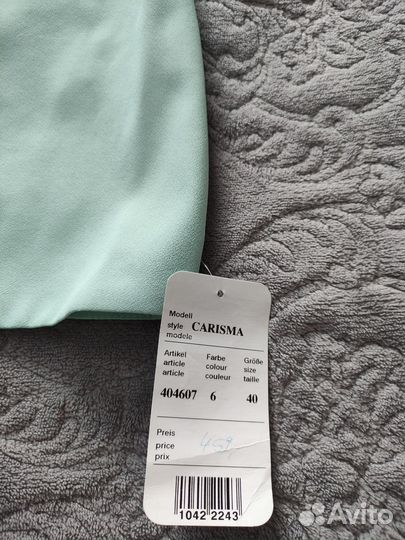 Modell
style CARISMA
modele
Artikel Farbe Größe
article colour size
article couleur taille
404607 6 40
Preis
price
prix
1042 2243
Avito